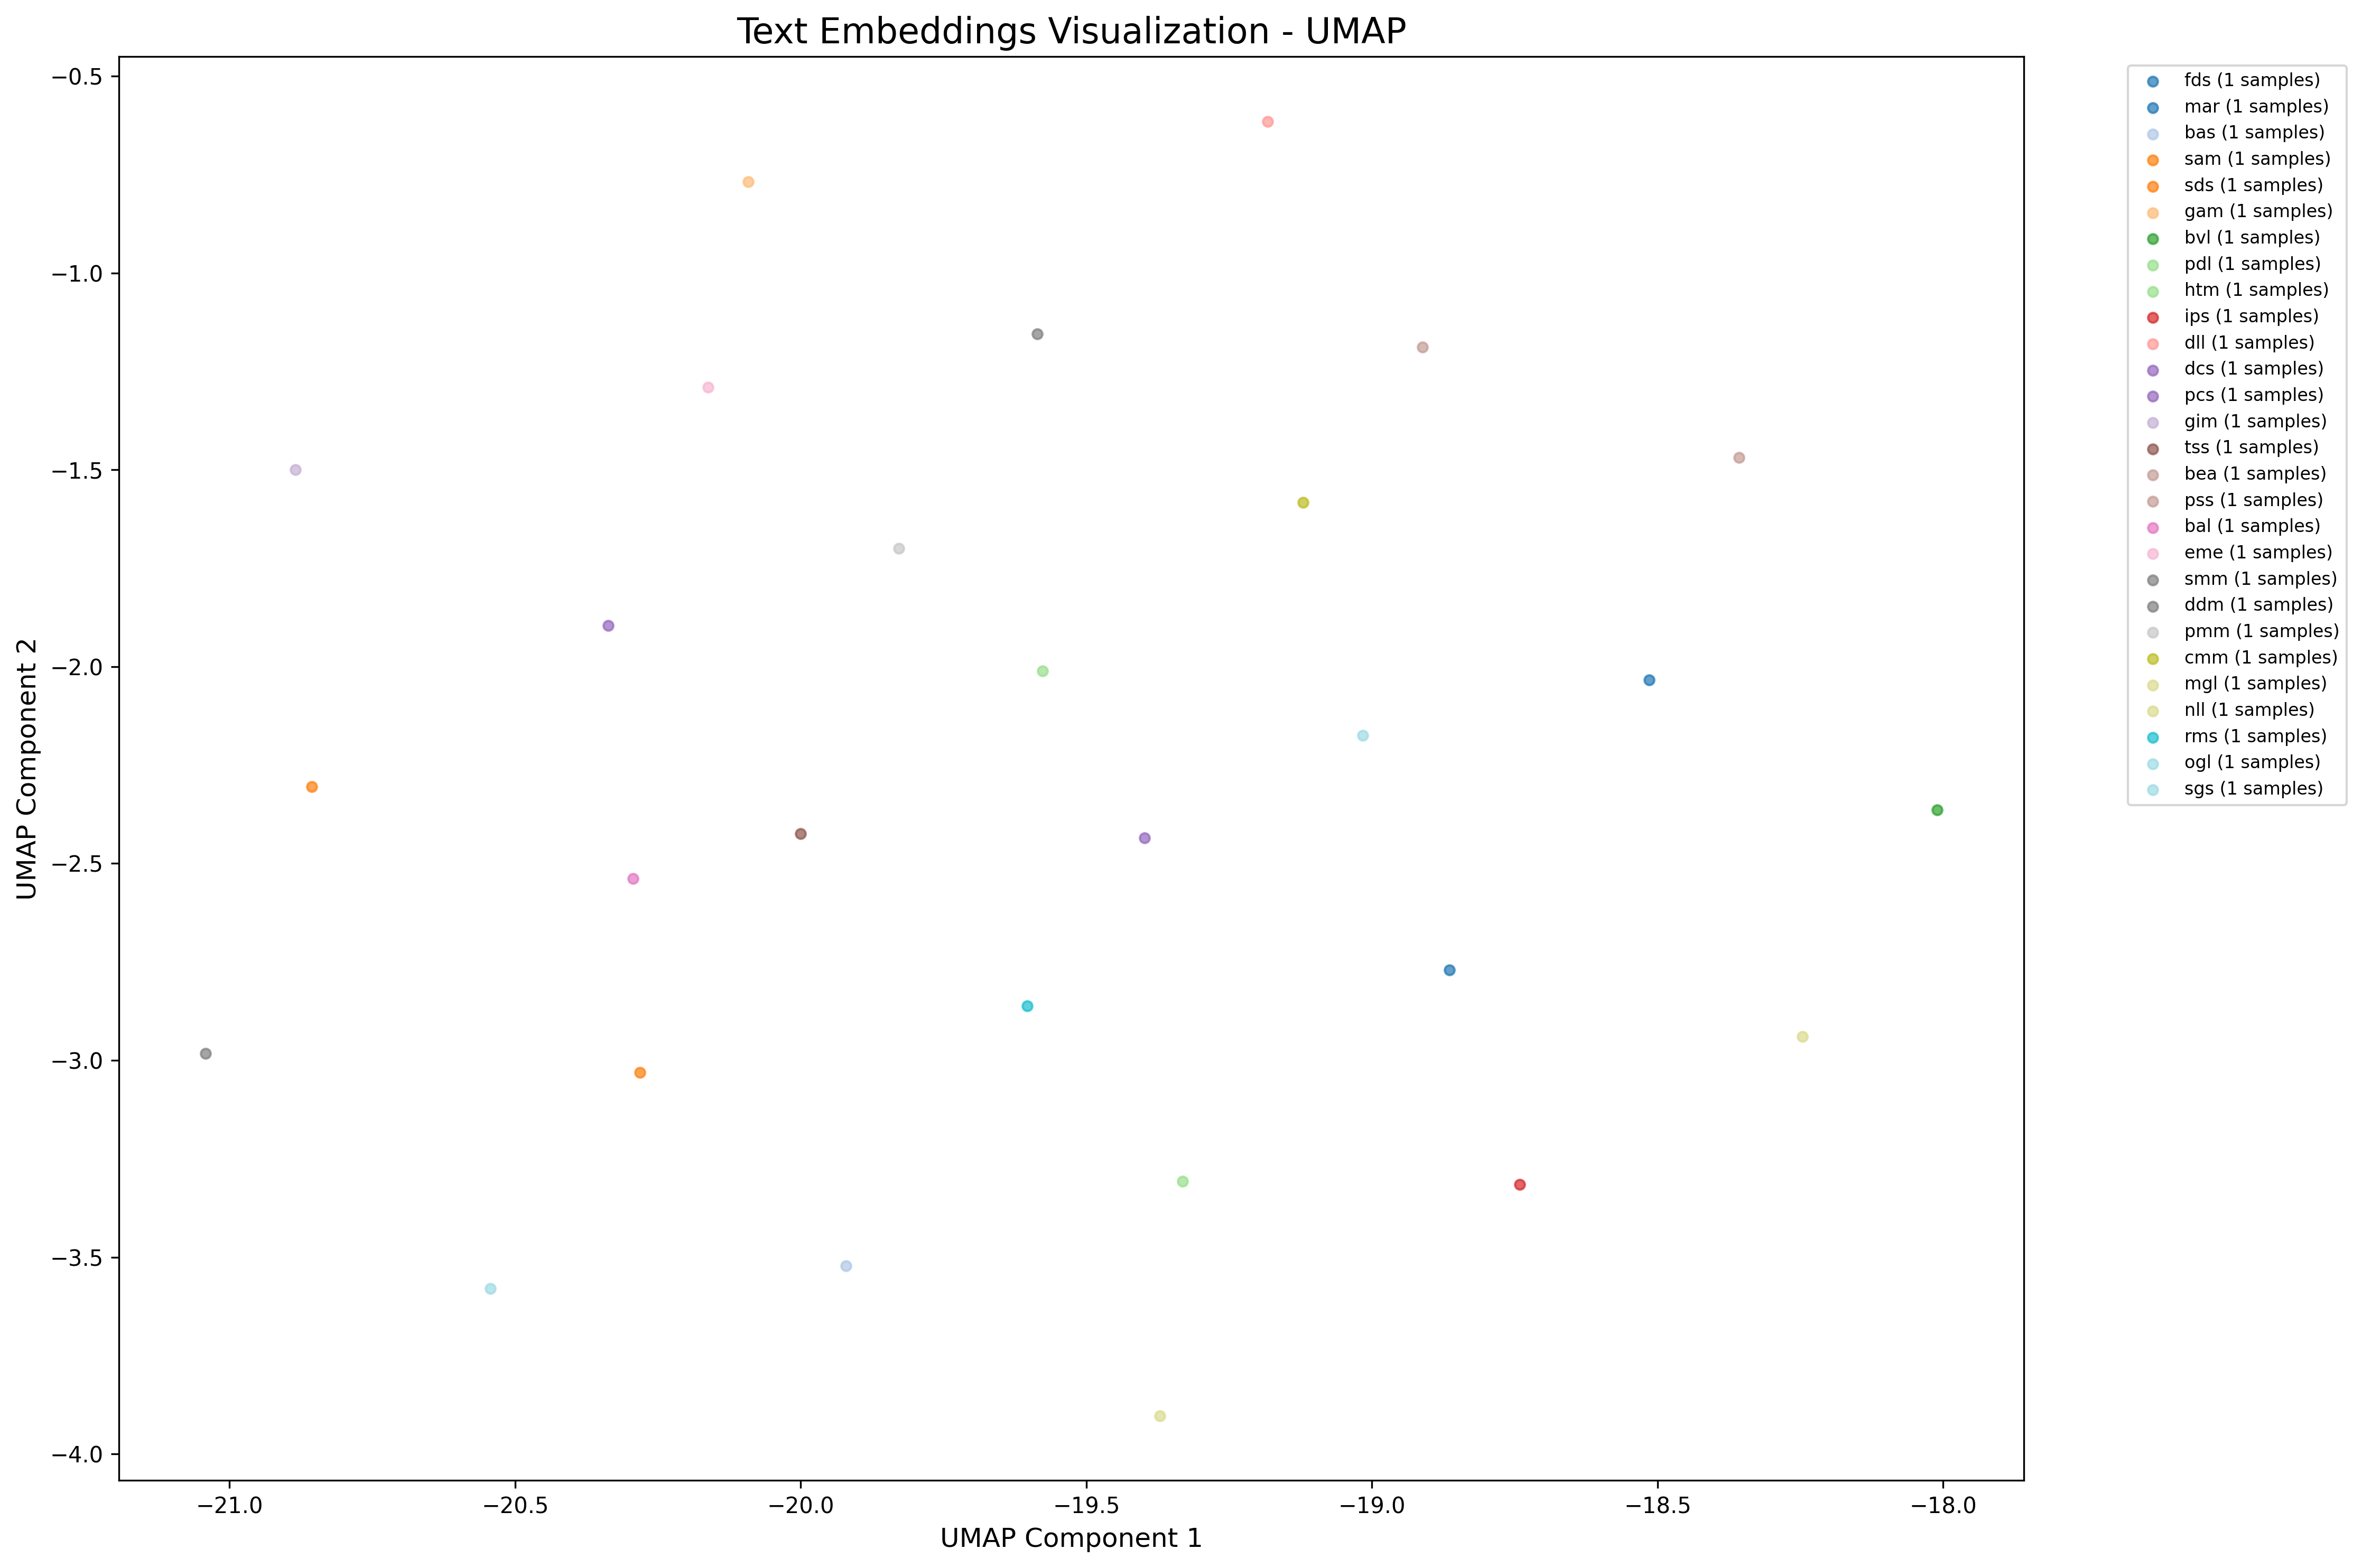 Text Embeddings Visualization - UMAP
−0.5
−1.0
−1.5
−2.0
−2.5
−3.0
−3.5
−4.0
UMAP Component 2
−21.0
−20.5
−20.0
−19.5
−19.0
−18.5
−18.0
UMAP Component 1
fds (1 samples)
mar (1 samples)
bas (1 samples)
sam (1 samples)
sds (1 samples)
gam (1 samples)
bvl (1 samples)
pdl (1 samples)
htm (1 samples)
ips (1 samples)
dll (1 samples)
dcs (1 samples)
pcs (1 samples)
gim (1 samples)
tss (1 samples)
bea (1 samples)
pss (1 samples)
bal (1 samples)
eme (1 samples)
smm (1 samples)
ddm (1 samples)
pmm (1 samples)
cmm (1 samples)
mgl (1 samples)
nll (1 samples)
rms (1 samples)
ogl (1 samples)
sgs (1 samples)